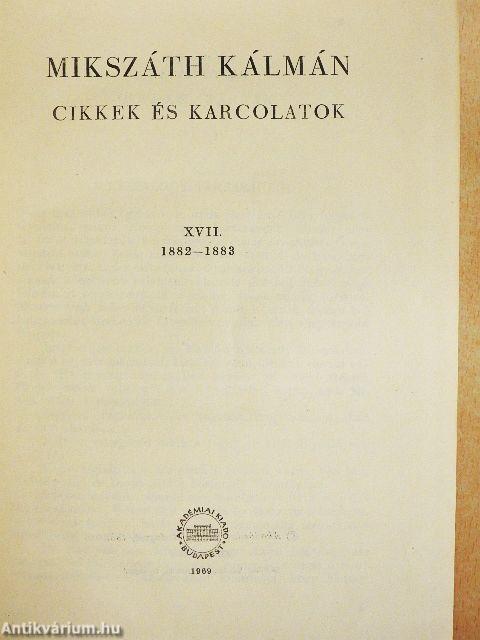 MIKSZÁTH KÁLMÁN
CIKKEK ÉS KARCOLATOK
XVII.
1882–1883
AKADÉMIAI KIADÓ
BUDAPEST
1969
Antikvárium.hu